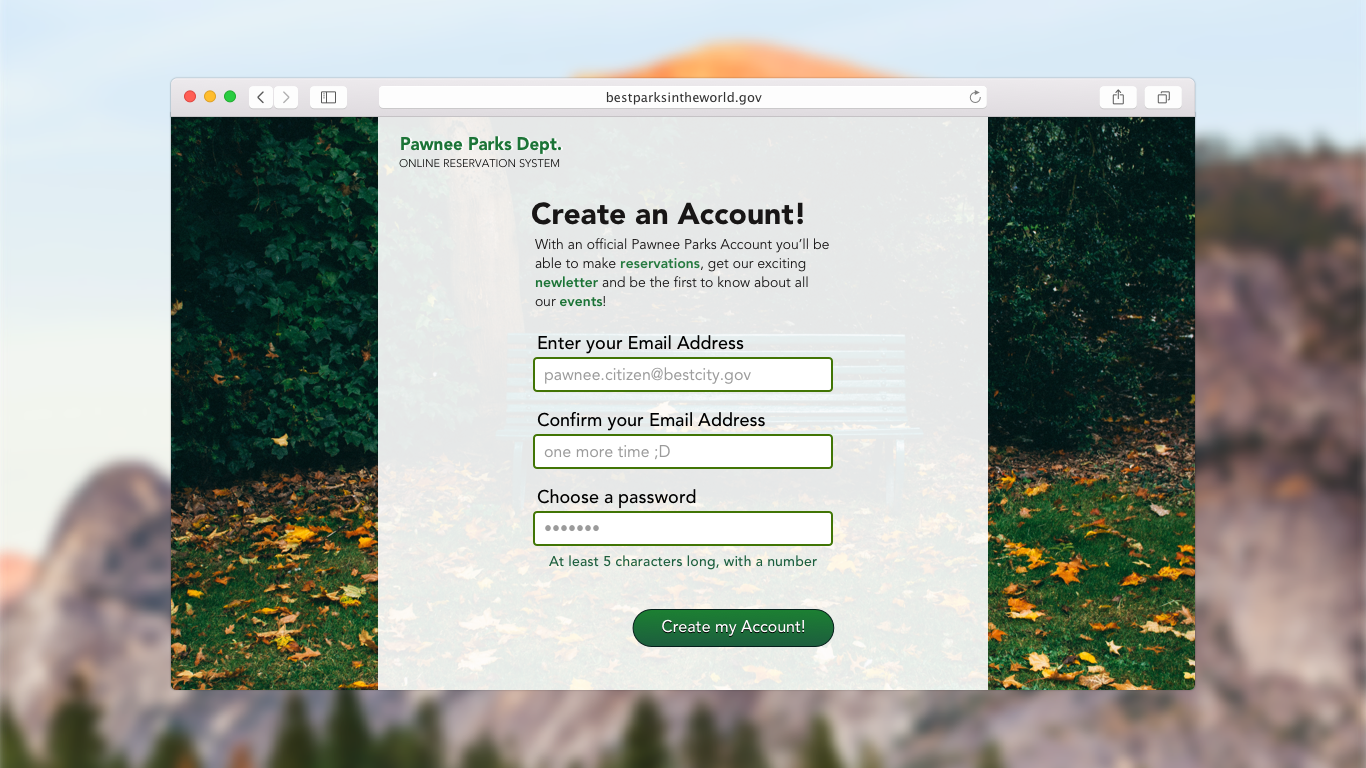 bestparksintheworld.gov
Pawnee Parks Dept.
ONLINE RESERVATION SYSTEM
Create an Account!
With an official Pawnee Parks Account you’ll be
able to make reservations, get our exciting
newletter and be the first to know about all
our events!
Enter your Email Address
pawnee.citizen@bestcity.gov
Confirm your Email Address
one more time ;D
Choose a password
•••••••
At least 5 characters long, with a number
Create my Account!